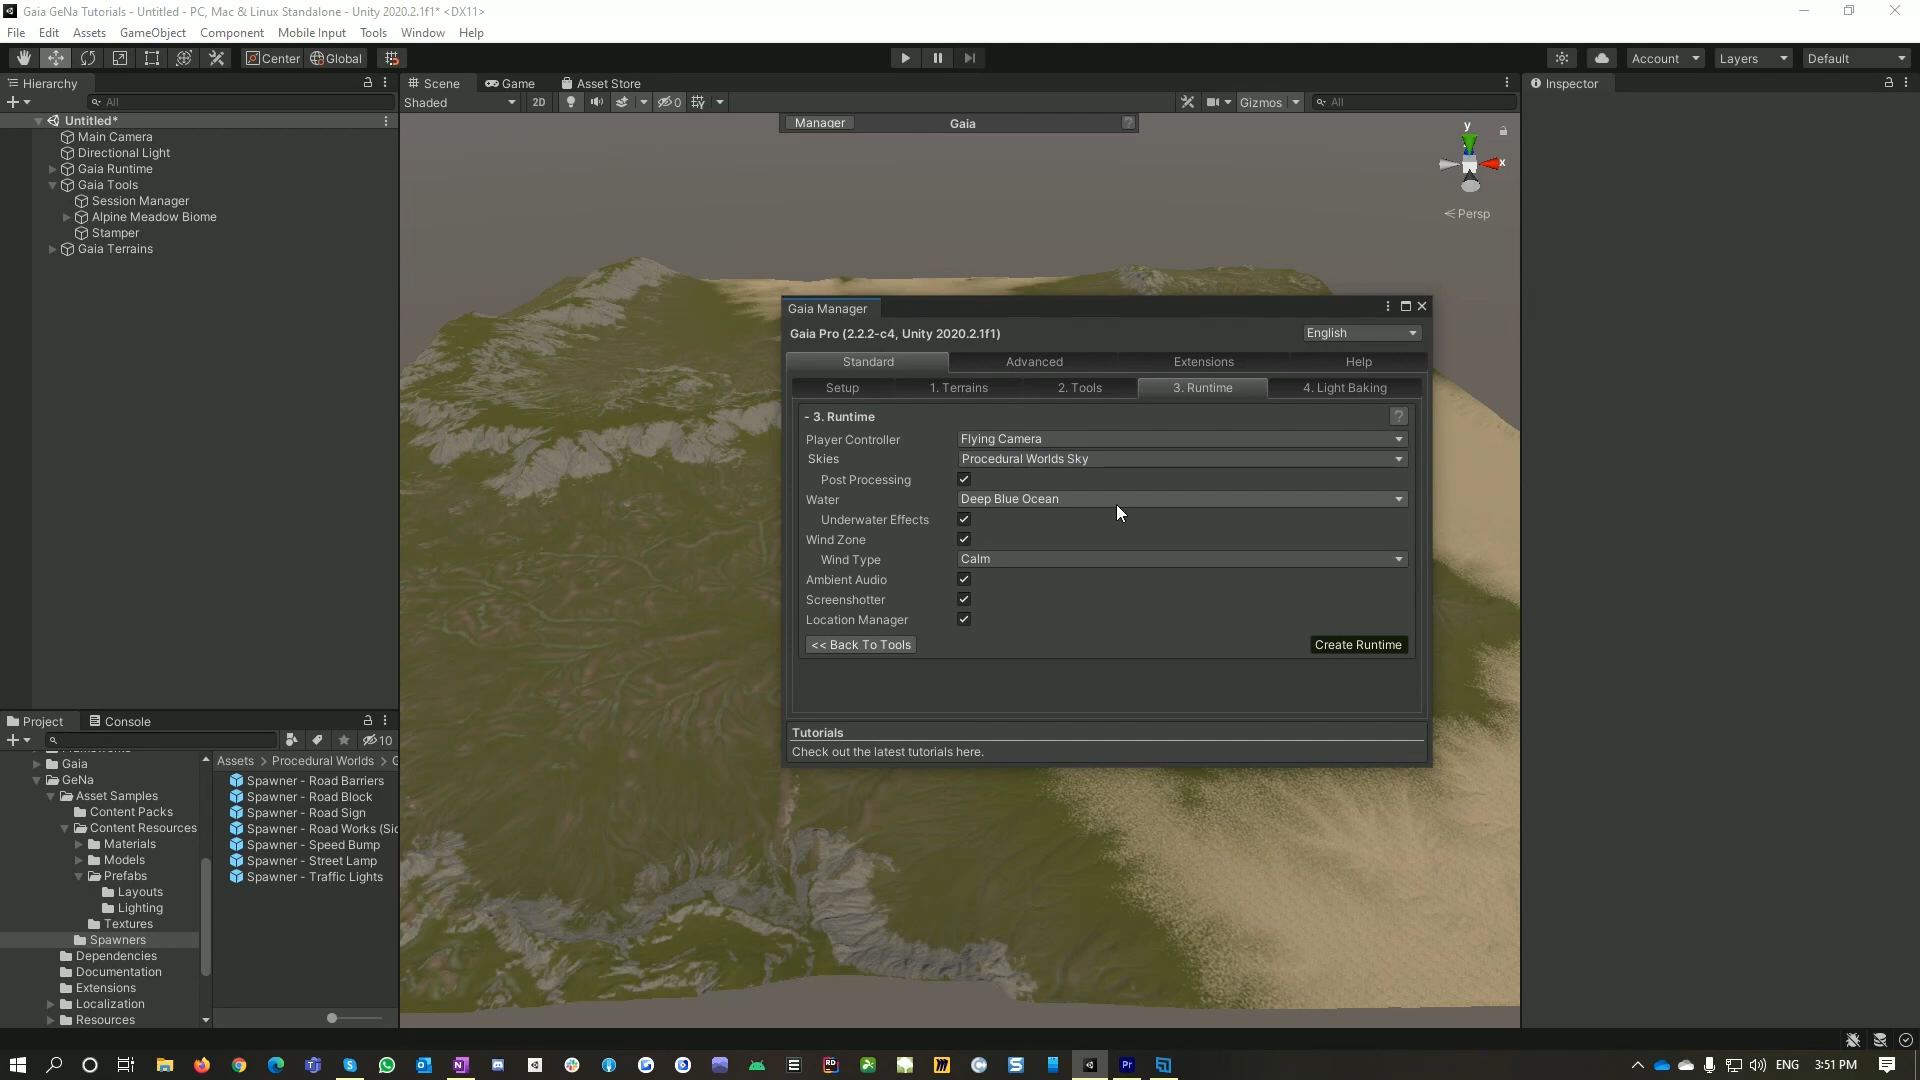 Gaia GeNa Tutorials - Untitled - PC, Mac & Linux Standalone - Unity 2020.2.1f1* <DX11>
File Edit Assets GameObject Component Mobile Input Tools Window Help
Center Global Account Layers Default
Hierarchy
Scene Game Asset Store
Inspector
All
Shaded 2D 0 Gizmos All
Untitled*
Main Camera
Directional Light
Gaia Runtime
Gaia Tools
Session Manager
Alpine Meadow Biome
Stamper
Gaia Terrains
Manager Gaia ?
y
x
< Persp
Gaia Manager
Gaia Pro (2.2.2-c4, Unity 2020.2.1f1) English
Standard Advanced Extensions Help
Setup 1. Terrains 2. Tools 3. Runtime 4. Light Baking
- 3. Runtime ?
Player Controller Flying Camera
Skies Procedural Worlds Sky
Post Processing
Water Deep Blue Ocean
Underwater Effects
Wind Zone
Wind Type Calm
Ambient Audio
Screenshotter
Location Manager
<< Back To Tools Create Runtime
Tutorials
Check out the latest tutorials here.
Project Console
10
Gaia
GeNa
Asset Samples
Content Packs
Content Resources
Materials
Models
Prefabs
Layouts
Lighting
Textures
Spawners
Dependencies
Documentation
Extensions
Localization
Resources
Assets > Procedural Worlds > G
Spawner - Road Barriers
Spawner - Road Block
Spawner - Road Sign
Spawner - Road Works (Sid
Spawner - Speed Bump
Spawner - Street Lamp
Spawner - Traffic Lights
ENG 3:51 PM